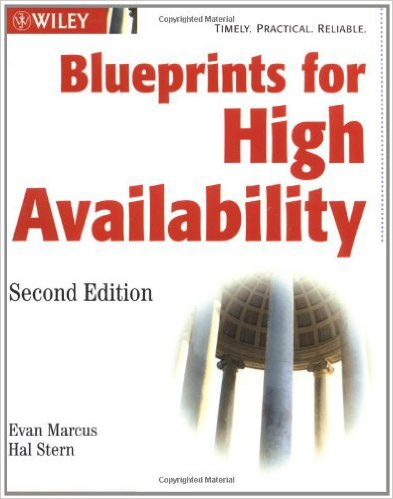 Copyrighted Material
WILEY
TIMELY. PRACTICAL. RELIABLE.
Blueprints for
High
Availability
Second Edition
Evan Marcus
Hal Stern
Copyrighted Material